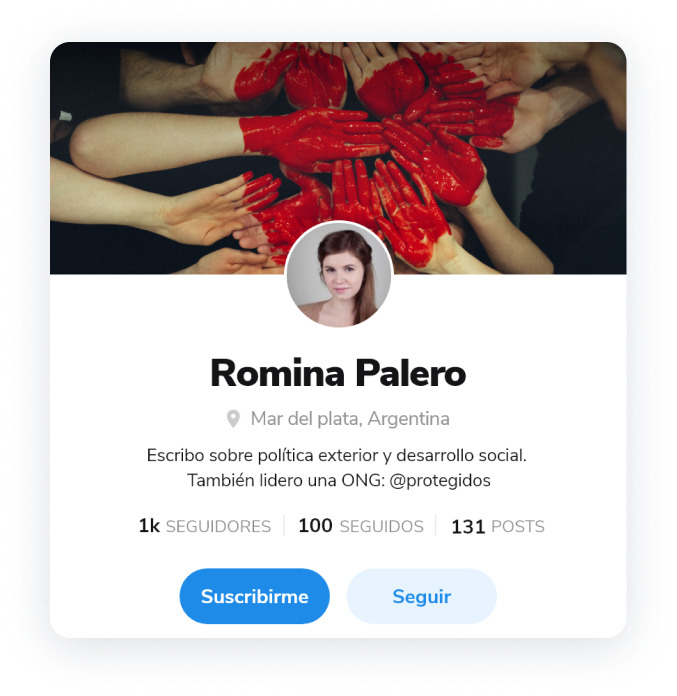 Romina Palero
Mar del plata, Argentina
Escribo sobre política exterior y desarrollo social.
También lidero una ONG: @protegidos
1k SEGUIDORES 100 SEGUIDOS 131 POSTS
Suscribirme Seguir